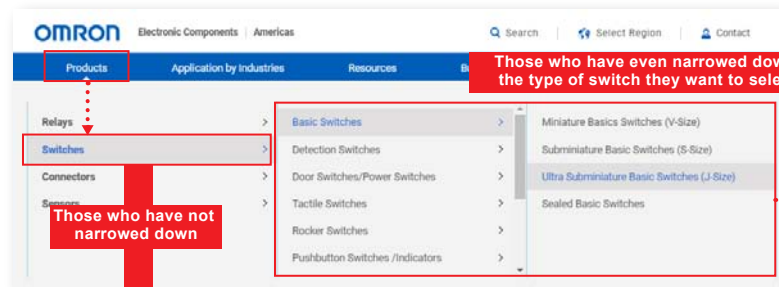 OMRON Electronic Components | Americas
Search Select Region Contact
Products Application by Industries Resources
Those who have even narrowed
the type of switch they want to
Relays
Switches
Connectors
Sensors
Those who have not
narrowed down
Basic Switches
Detection Switches
Door Switches/Power Switches
Tactile Switches
Rocker Switches
Pushbutton Switches /Indicators
Miniature Basics Switches (V-Size)
Subminiature Basic Switches (S-Size)
Ultra Subminiature Basic Switches (J-Size)
Sealed Basic Switches